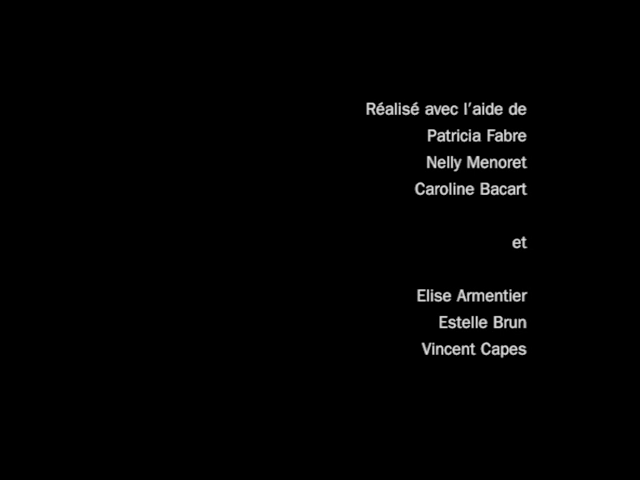 Réalisé avec l'aide de
Patricia Fabre
Nelly Menoret
Caroline Bacart
et
Elise Armentier
Estelle Brun
Vincent Capes